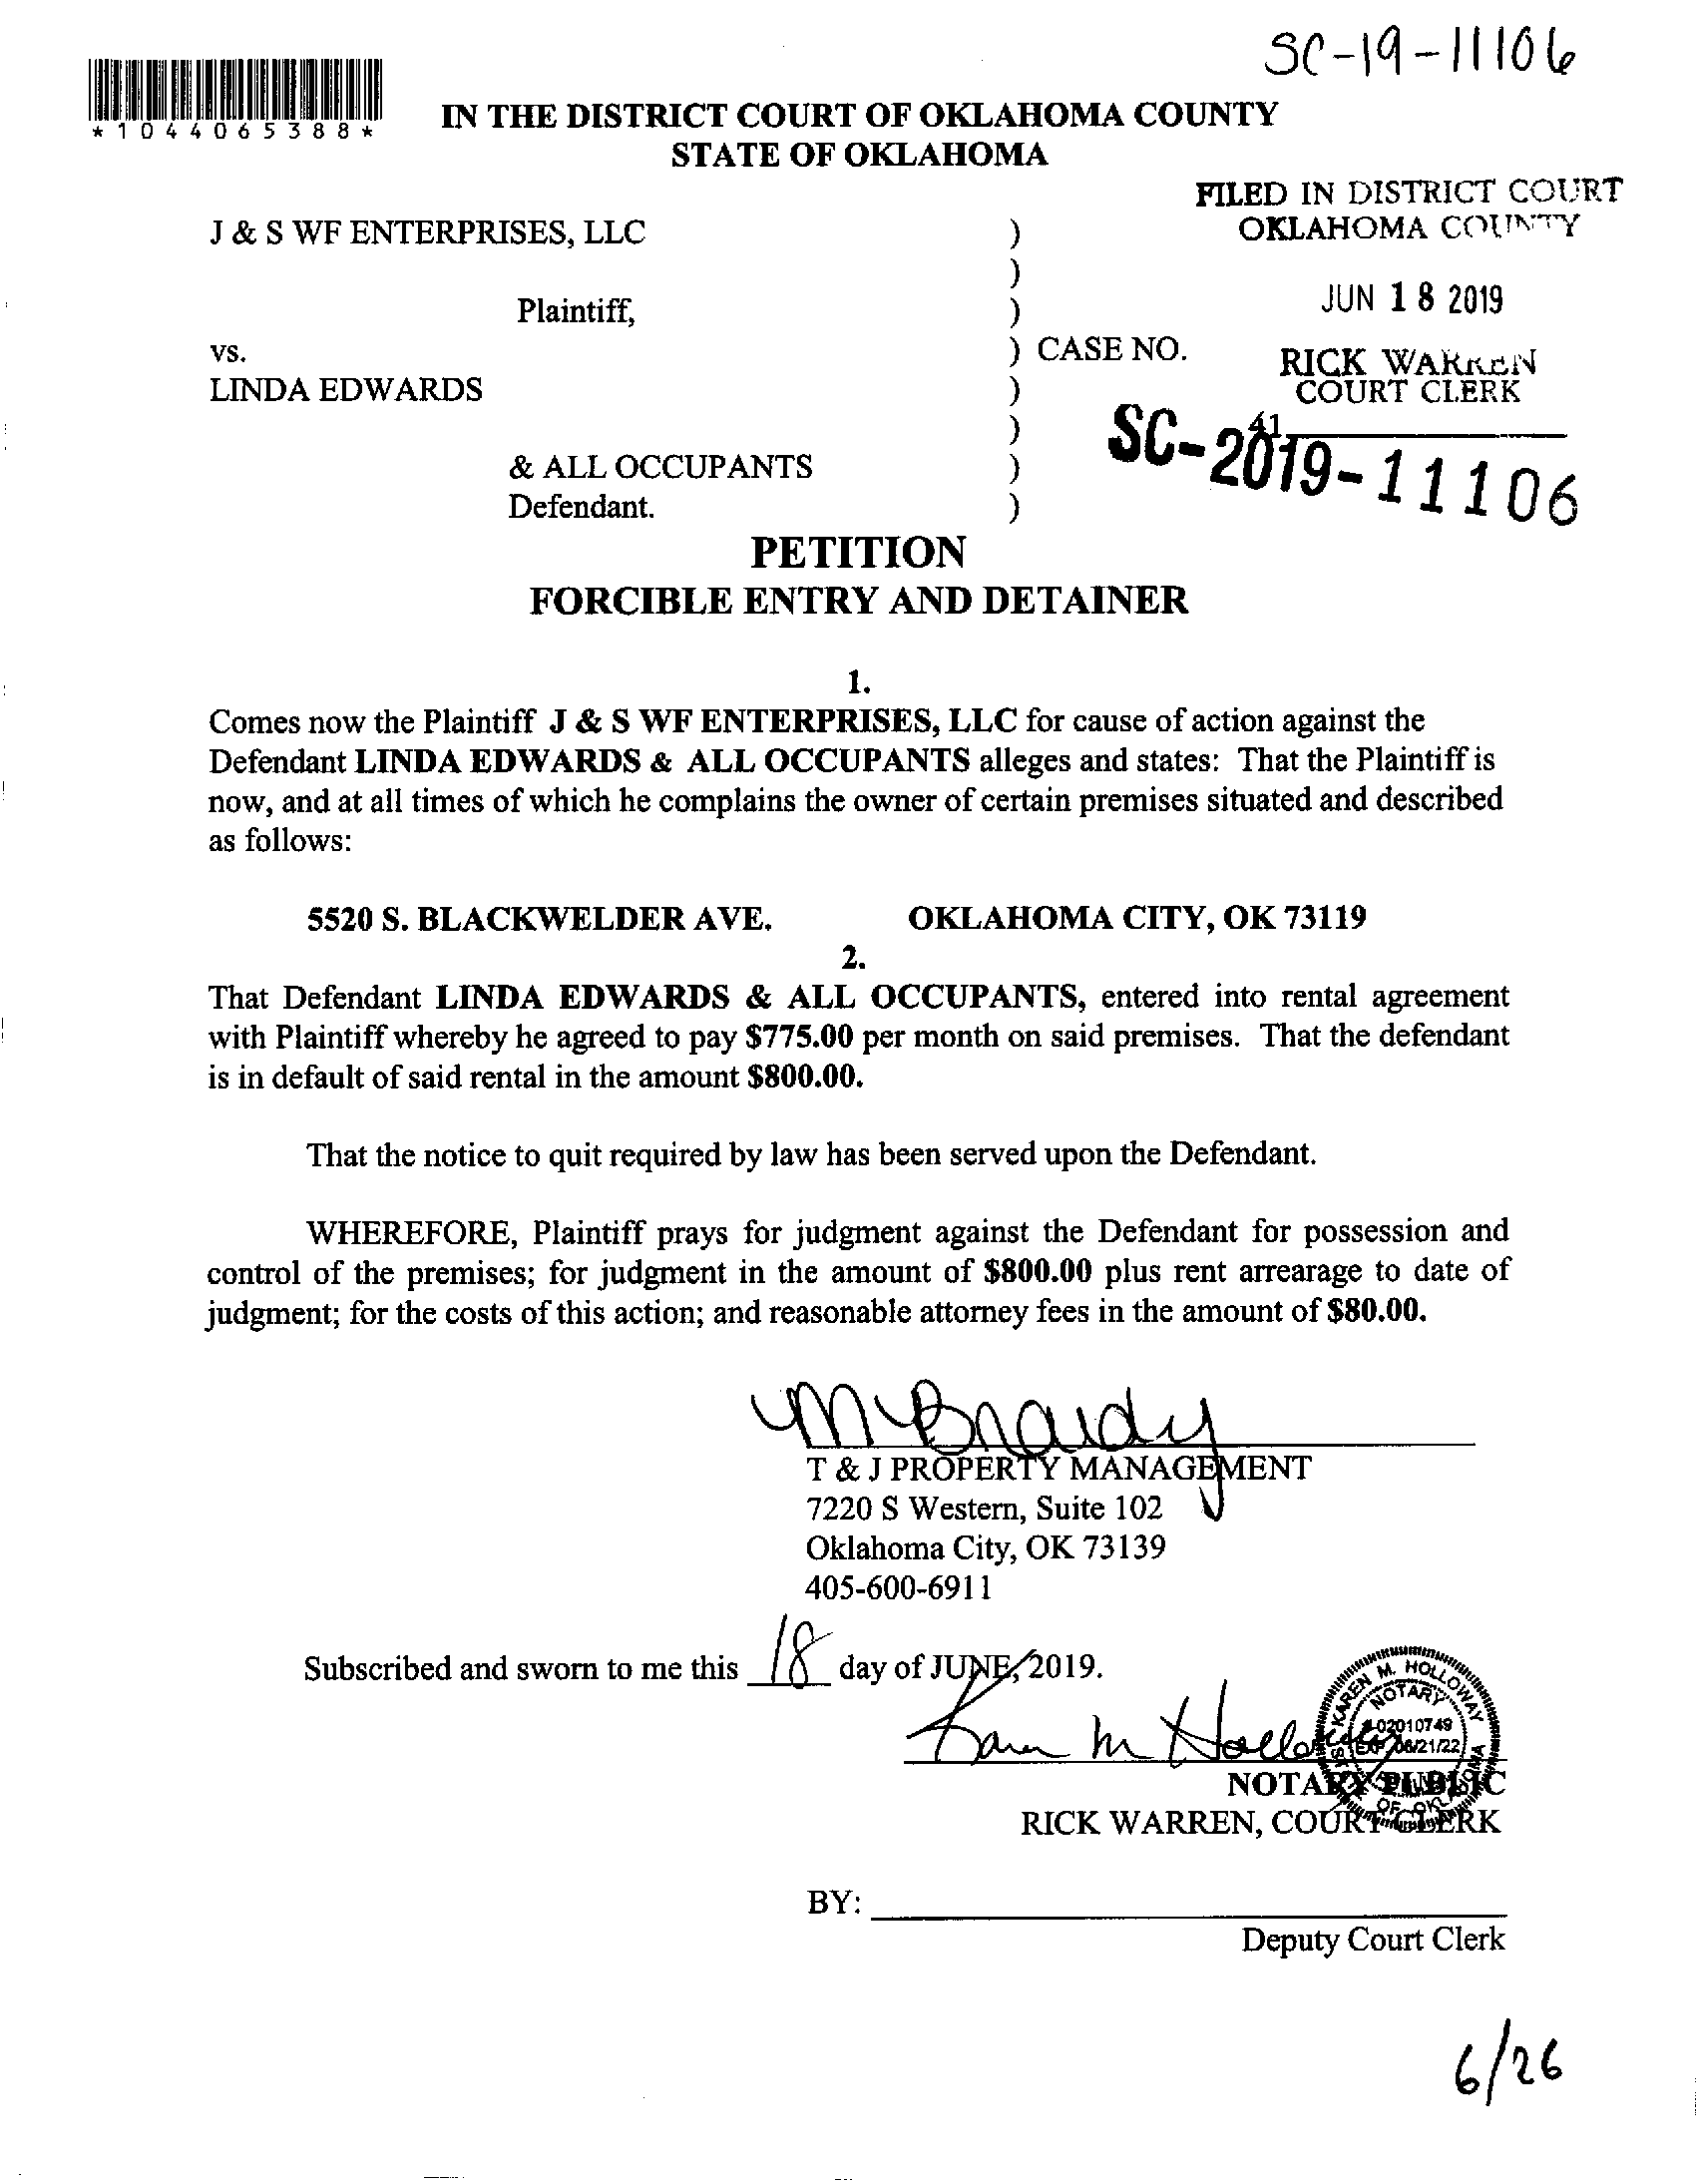 SC-19-11106
*1044065388*
IN THE DISTRICT COURT OF OKLAHOMA COUNTY
STATE OF OKLAHOMA
FILED IN DISTRICT COURT
OKLAHOMA COUNTY
J & S WF ENTERPRISES, LLC )
)
JUN 18 2019
Plaintiff, )
vs. ) CASE NO.
RICK WARREN
COURT CLERK
LINDA EDWARDS )
)
41
SC-2019-11106
& ALL OCCUPANTS )
Defendant. )
PETITION
FORCIBLE ENTRY AND DETAINER
1.
Comes now the Plaintiff J & S WF ENTERPRISES, LLC for cause of action against the
Defendant LINDA EDWARDS & ALL OCCUPANTS alleges and states: That the Plaintiff is
now, and at all times of which he complains the owner of certain premises situated and described
as follows:
5520 S. BLACKWELDER AVE. OKLAHOMA CITY, OK 73119
2.
That Defendant LINDA EDWARDS & ALL OCCUPANTS, entered into rental agreement
with Plaintiff whereby he agreed to pay $775.00 per month on said premises. That the defendant
is in default of said rental in the amount $800.00.
That the notice to quit required by law has been served upon the Defendant.
WHEREFORE, Plaintiff prays for judgment against the Defendant for possession and
control of the premises; for judgment in the amount of $800.00 plus rent arrearage to date of
judgment; for the costs of this action; and reasonable attorney fees in the amount of $80.00.
T & J PROPERTY MANAGEMENT
7220 S Western, Suite 102
Oklahoma City, OK 73139
405-600-6911
Subscribed and sworn to me this 18 day of JUNE, 2019.
Karen M Holloway
KAREN M. HOLLOWAY
NOTARY
# 02010749
EXP. 06/21/22
PUBLIC
OF OKLAHOMA
NOTARY PUBLIC
RICK WARREN, COURT CLERK
BY:
Deputy Court Clerk
6/26